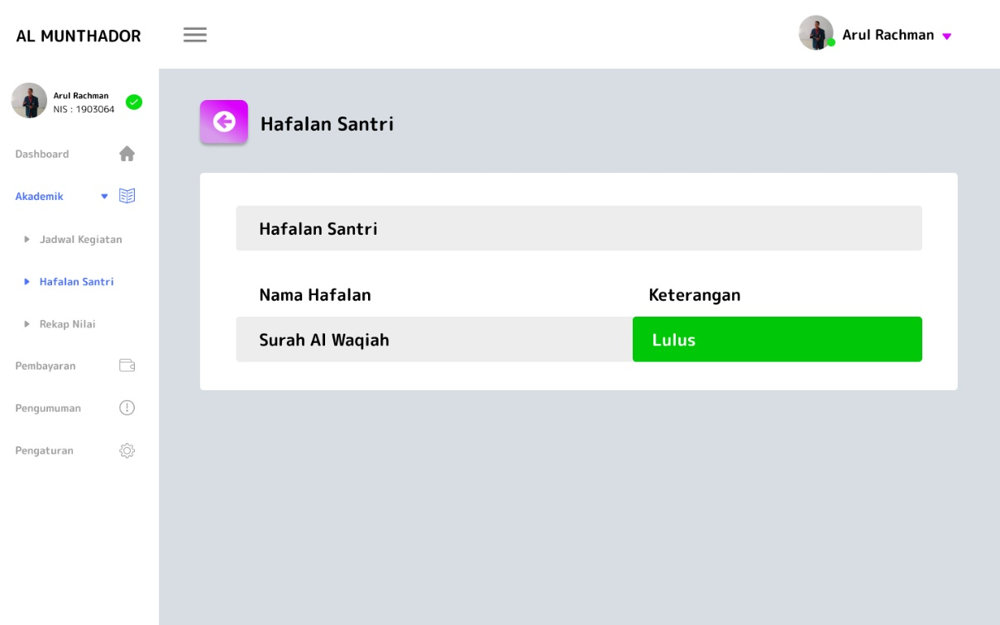 AL MUNTHADOR
Arul Rachman
Arul Rachman
NIS : 1903064
Dashboard
Akademik
Jadwal Kegiatan
Hafalan Santri
Rekap Nilai
Pembayaran
Pengumuman
Pengaturan
Hafalan Santri
Hafalan Santri
Nama Hafalan Keterangan
Surah Al Waqiah Lulus